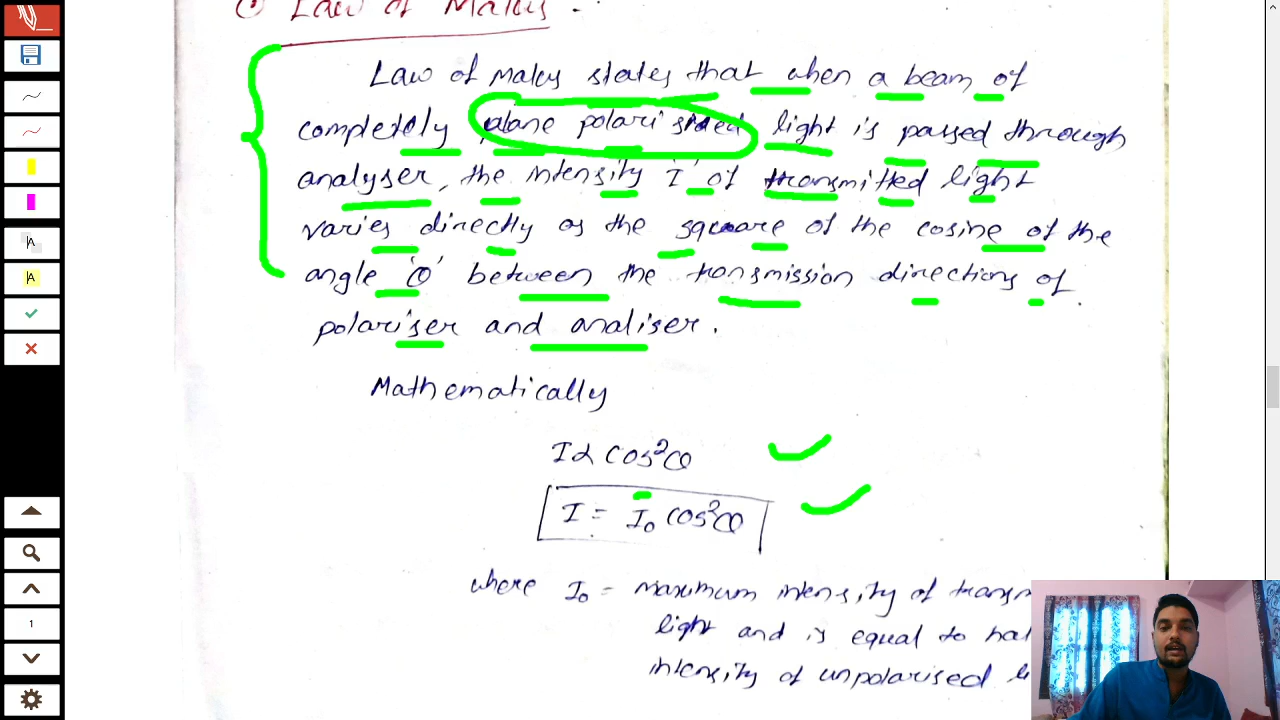 ① Law of Malus.
Law of Malus states that when a beam of
completely plane polarised light is passed through
analyser, the intensity 'I' of transmitted light
varies directly as the square of the cosine of the
angle 'θ' between the transmission directions of
polariser and analiser.
Mathematically
I α Cos²θ
I = I₀ Cos²θ
where I₀ = maximum intensity of
light and is equal to
intensity of unpolarised
A
A
1